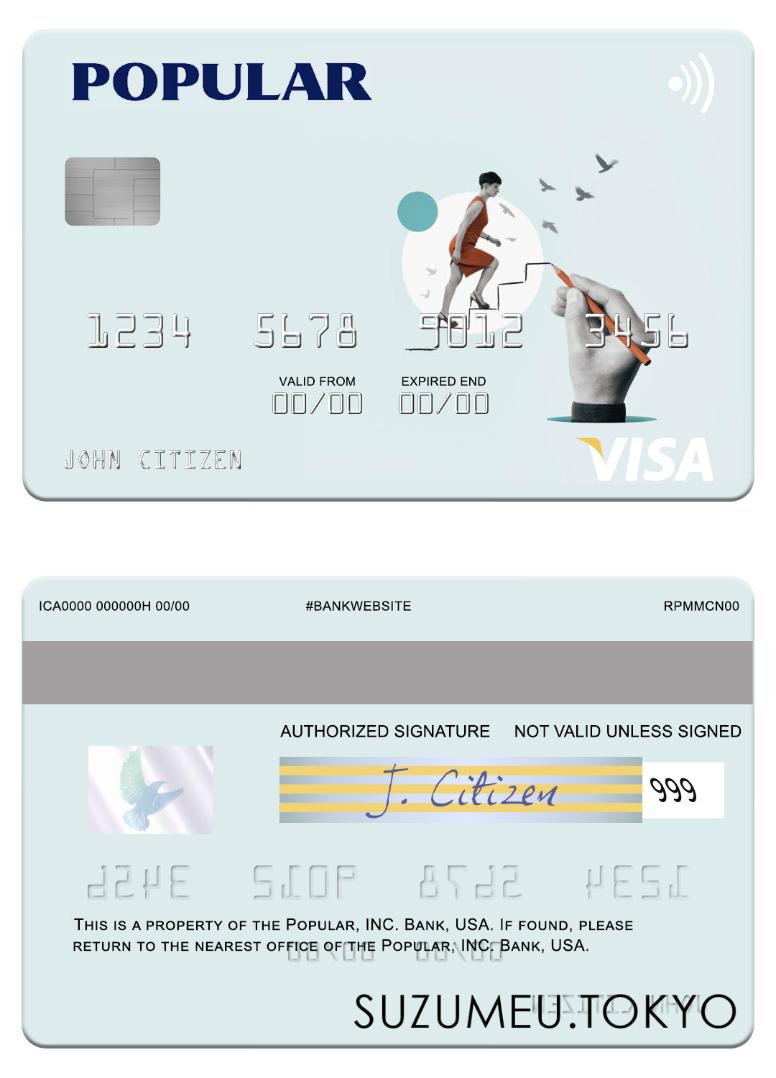 POPULAR
1234 5678 9012 3456
VALID FROM EXPIRED END
00/00 00/00
JOHN CITIZEN
VISA
ICA0000 000000H 00/00 #BANKWEBSITE RPMMCN00
AUTHORIZED SIGNATURE NOT VALID UNLESS SIGNED
J. Citizen 999
THIS IS A PROPERTY OF THE POPULAR, INC. BANK, USA. IF FOUND, PLEASE
RETURN TO THE NEAREST OFFICE OF THE POPULAR, INC. BANK, USA.
SUZUMEU.TOKYO